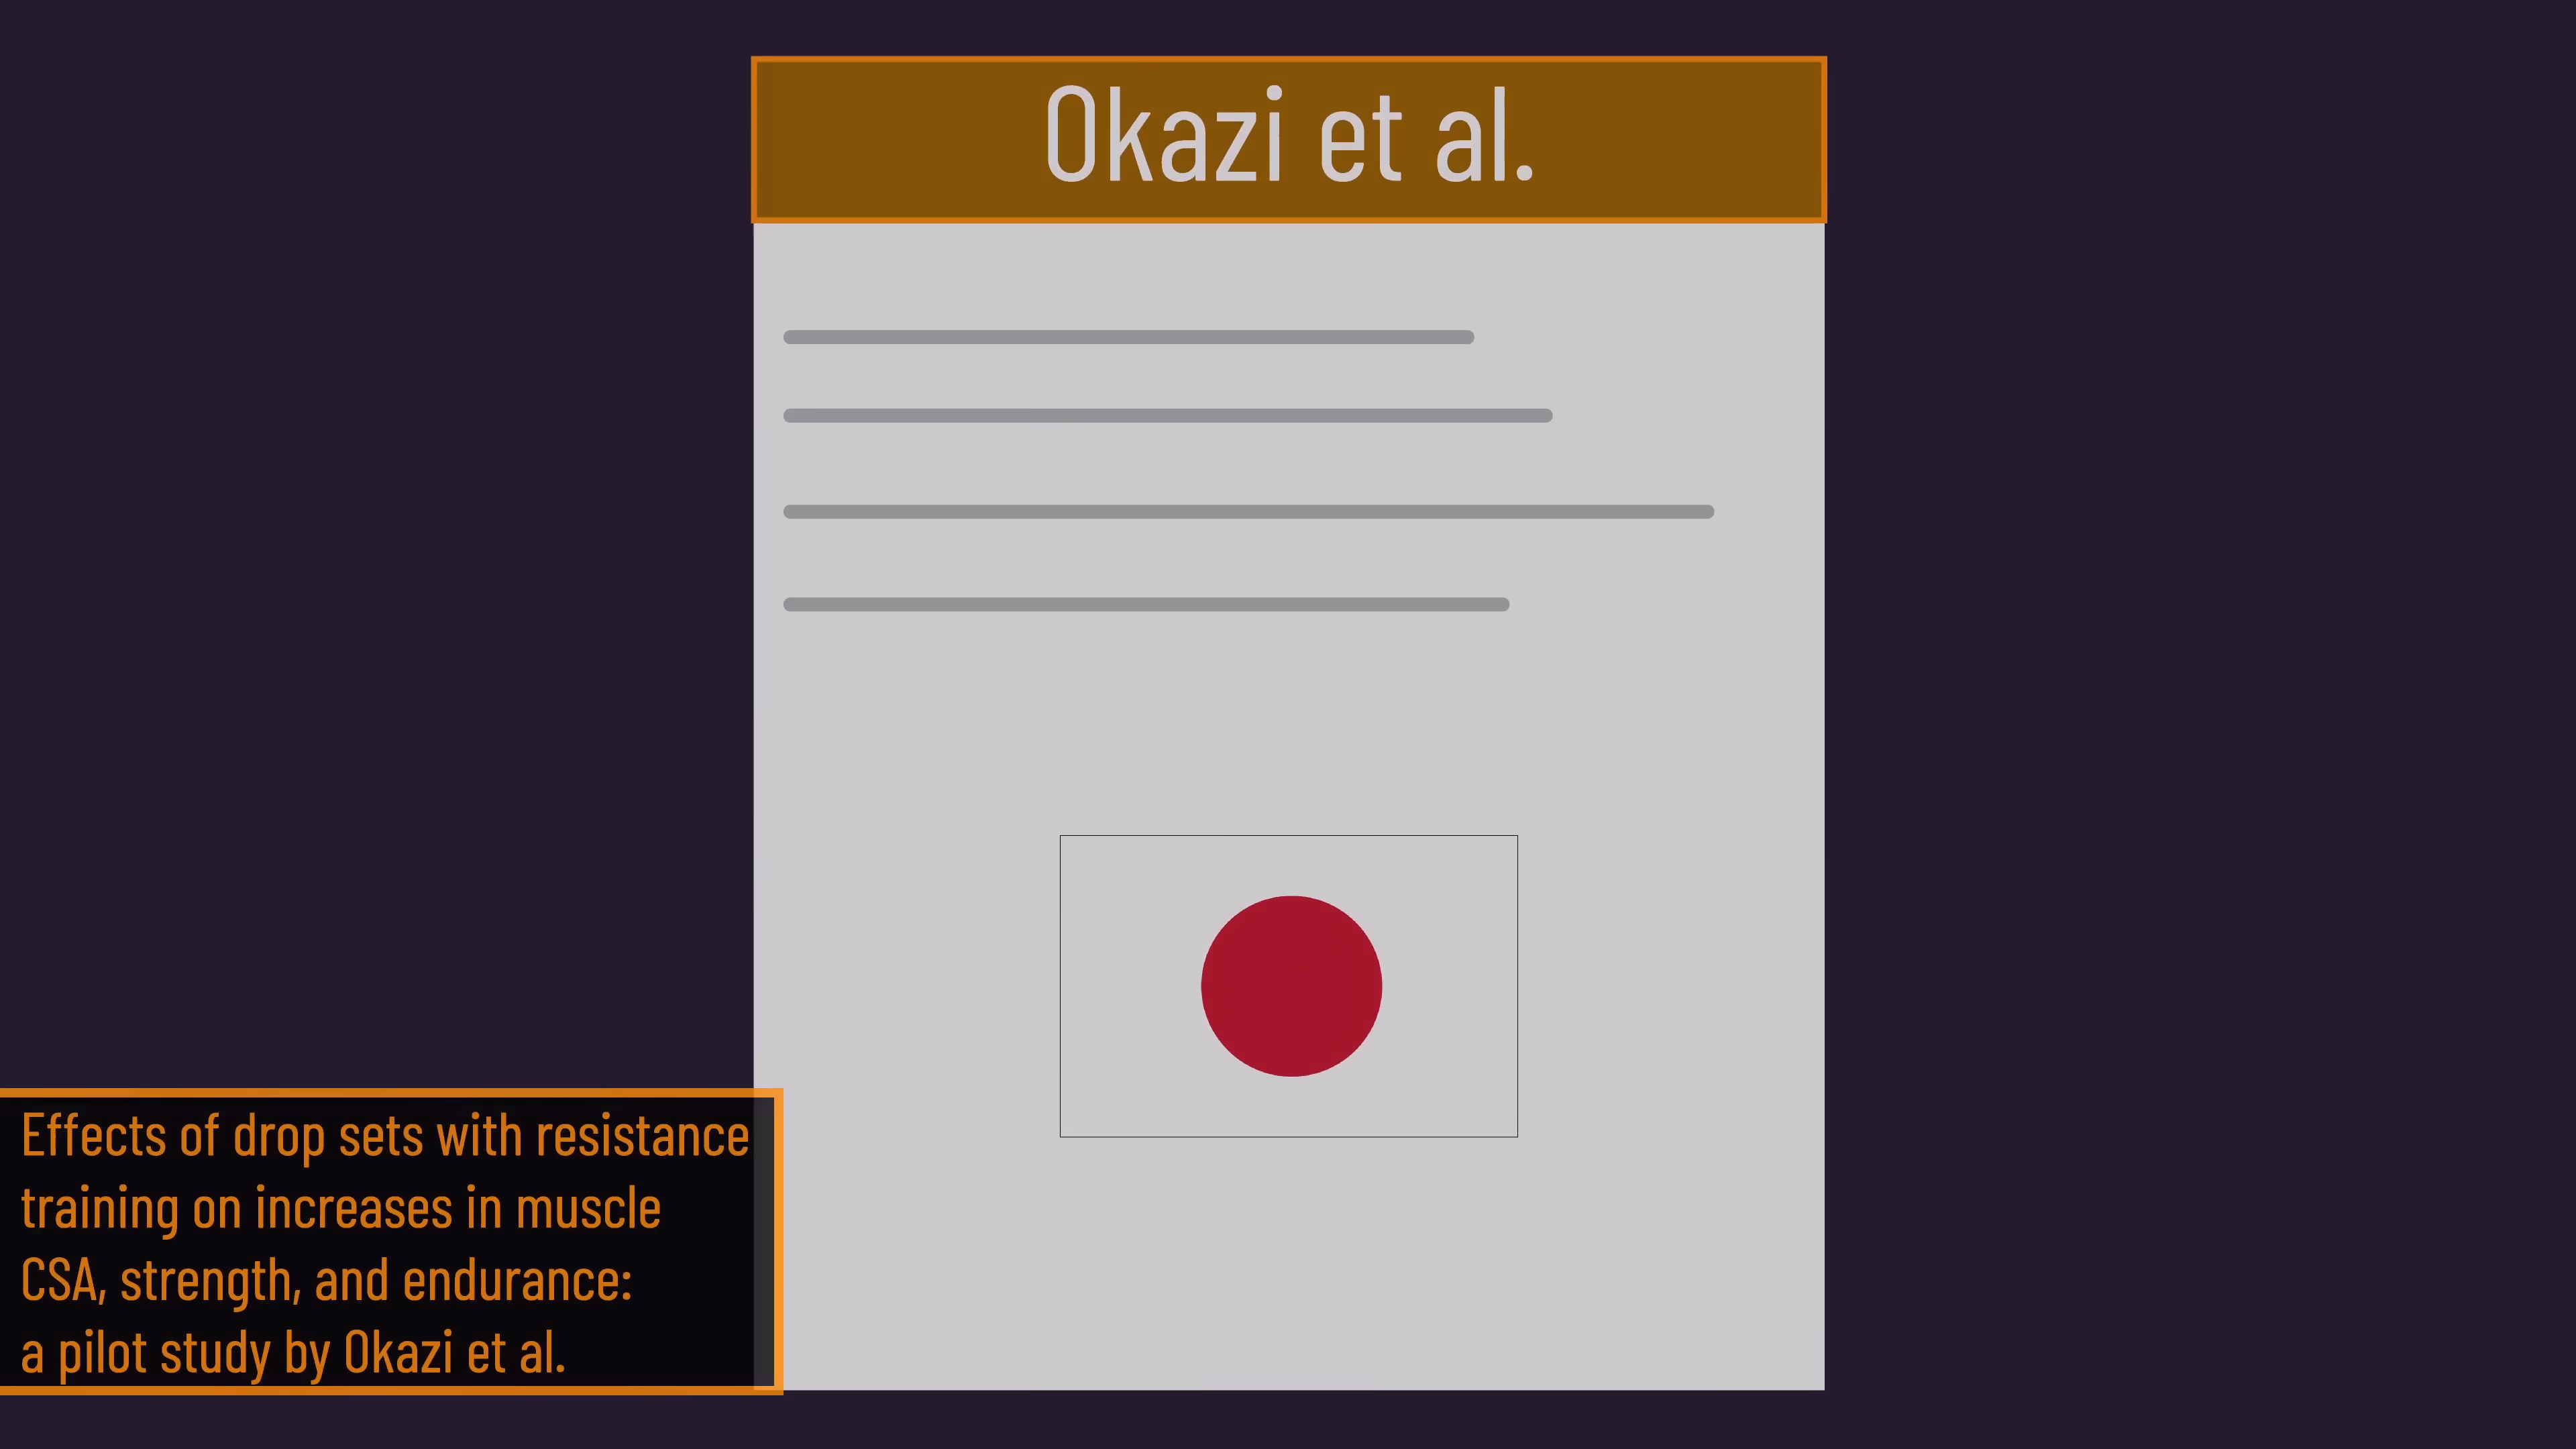 Okazi et al.
Effects of drop sets with resistance
training on increases in muscle
CSA, strength, and endurance:
a pilot study by Okazi et al.